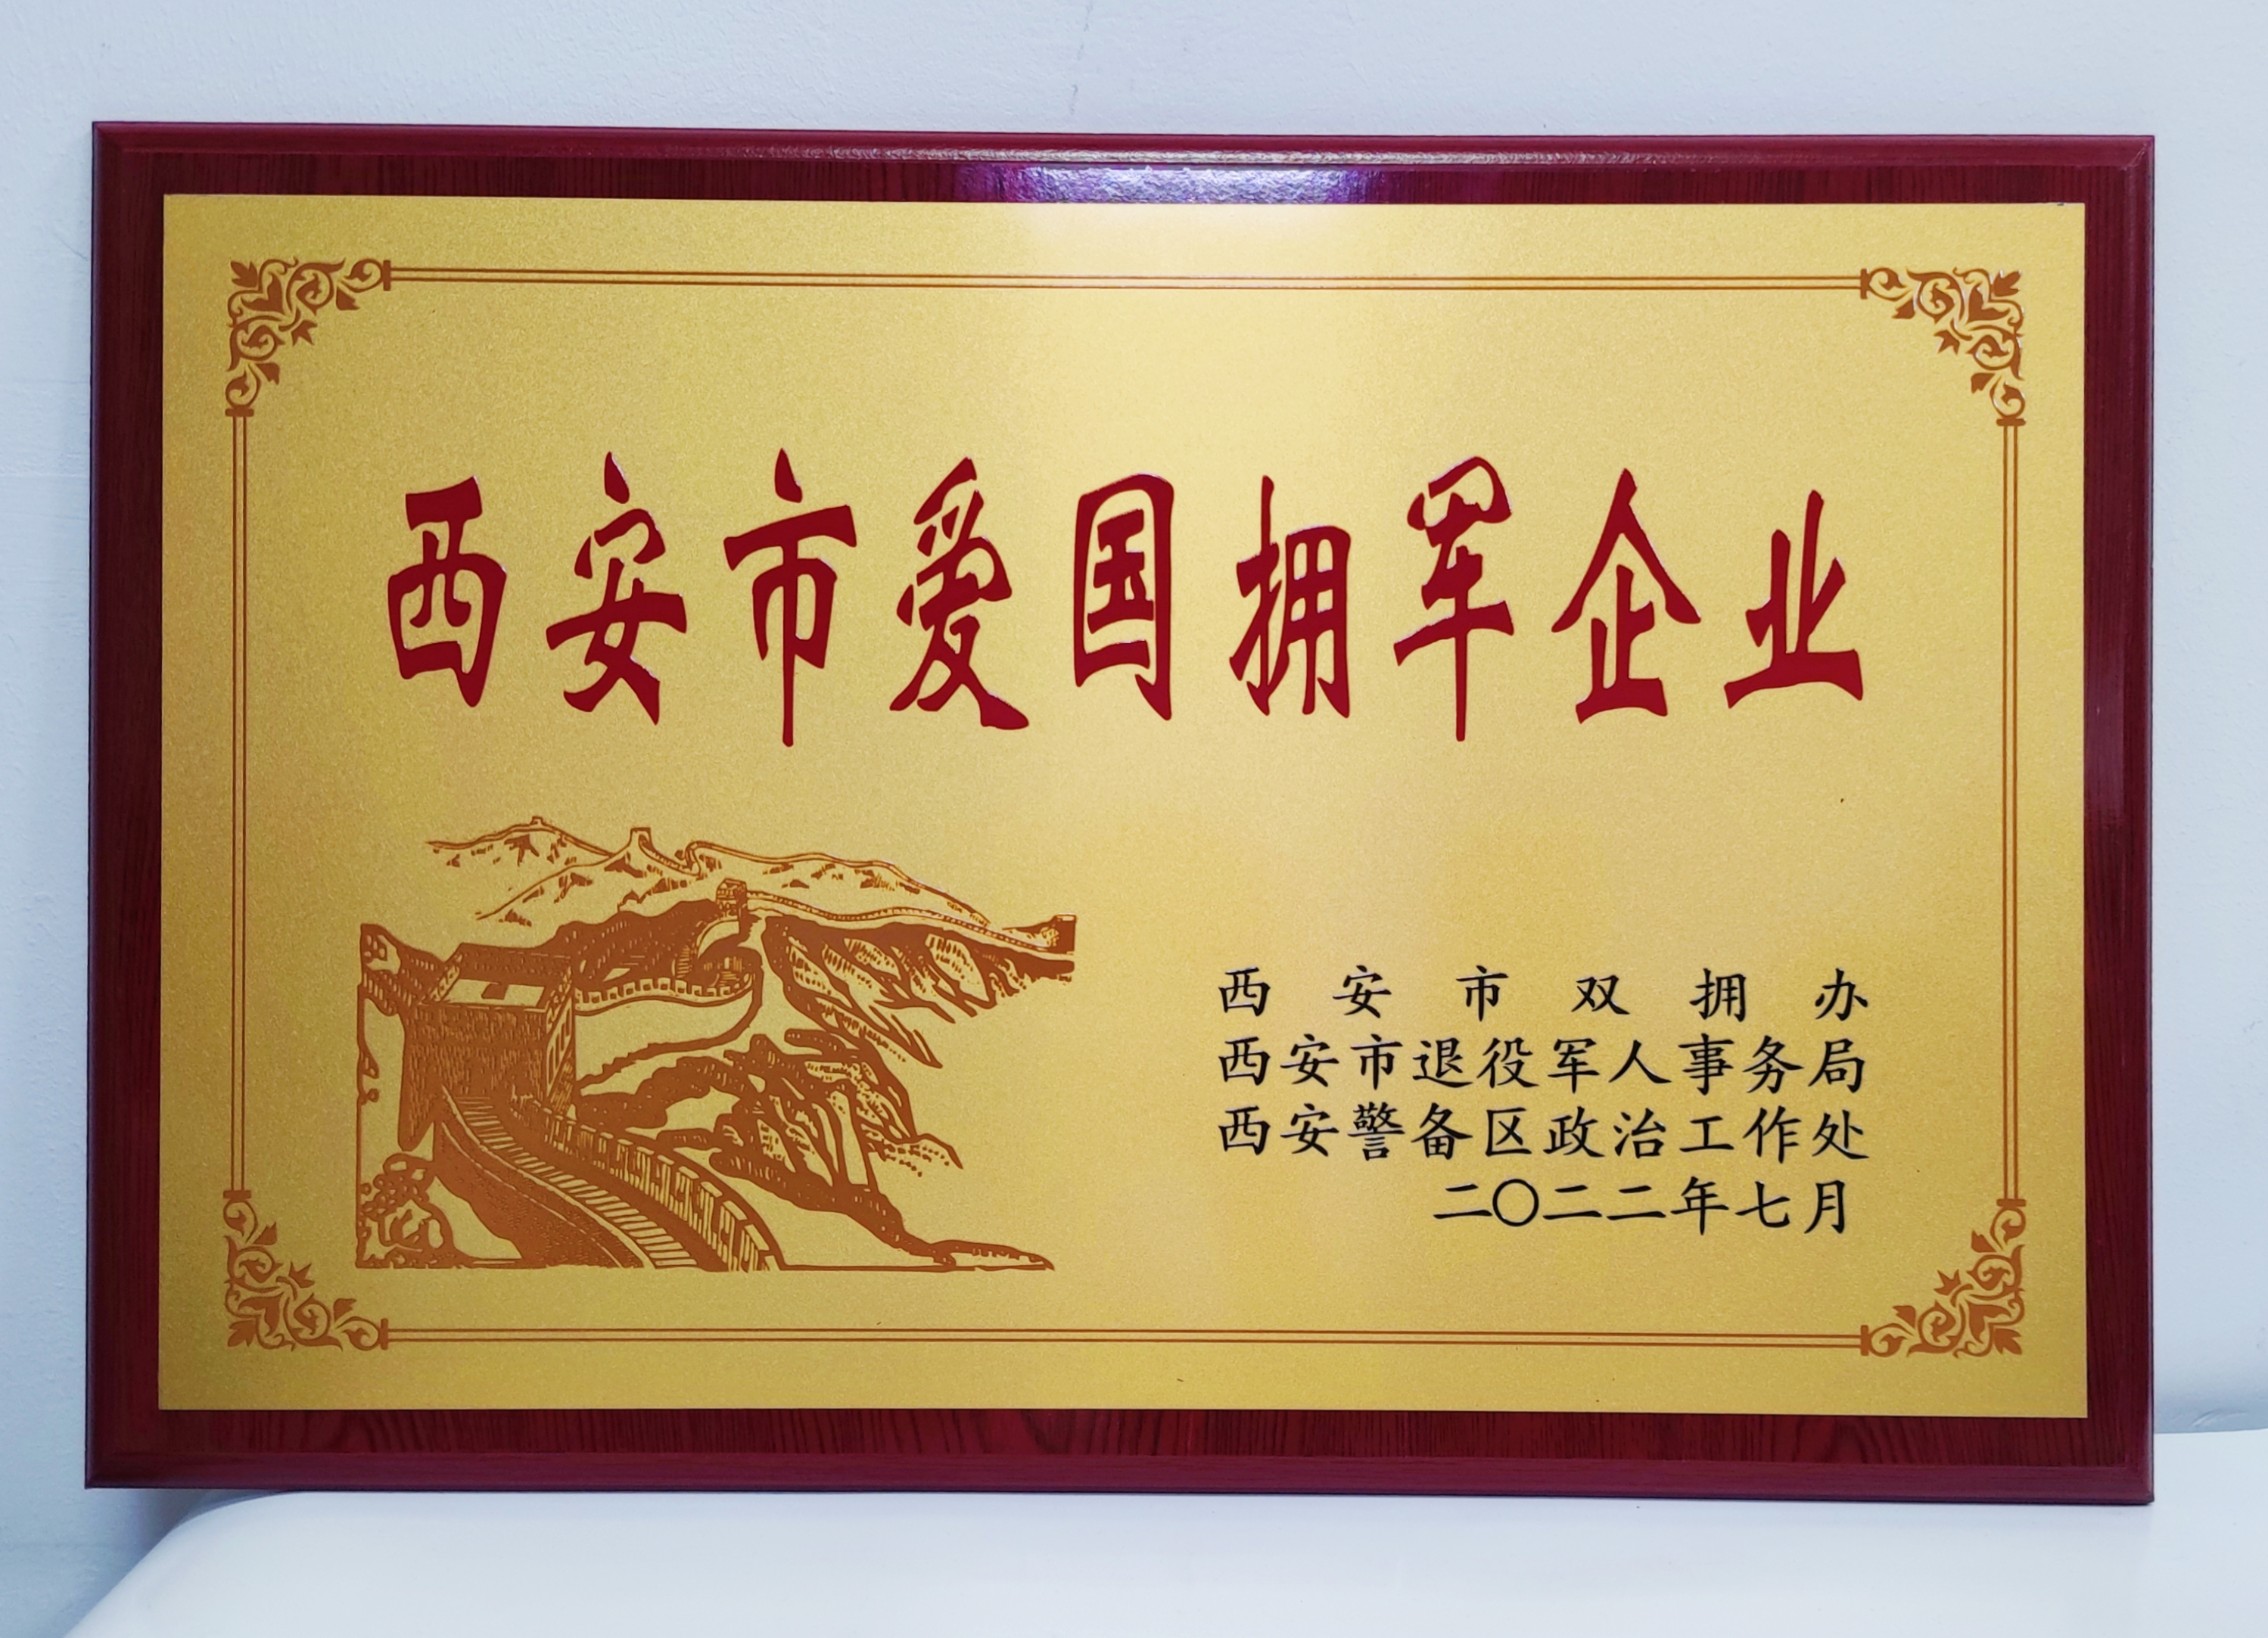 西安市爱国拥军企业
西安市双拥办
西安市退役军人事务局
西安警备区政治工作处
二〇二二年七月